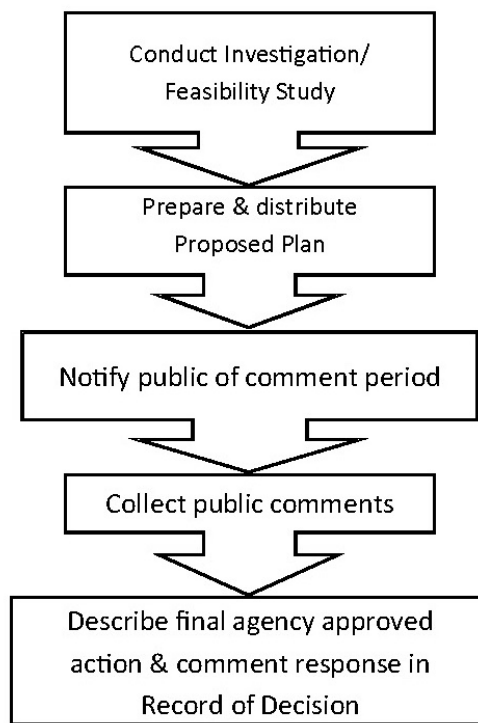 Conduct Investigation/
Feasibility Study
Prepare & distribute
Proposed Plan
Notify public of comment period
Collect public comments
Describe final agency approved
action & comment response in
Record of Decision